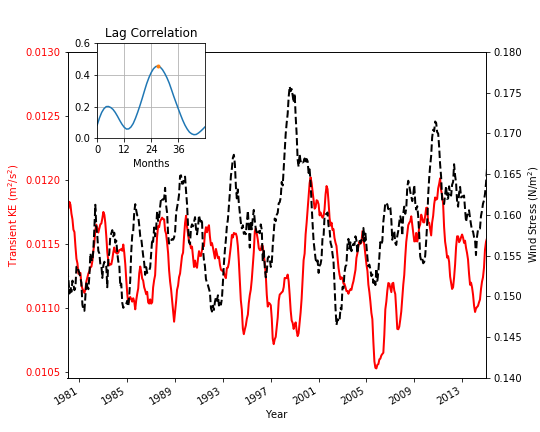 Lag Correlation
0.6
0.4
0.2
0.0
0 12 24 36
Months
0.0130
0.0125
0.0120
0.0115
0.0110
0.0105
Transient KE (m²/s²)
0.180
0.175
0.170
0.165
0.160
0.155
0.150
0.145
0.140
Wind Stress (N/m²)
1981 1985 1989 1993 1997 2001 2005 2009 2013
Year